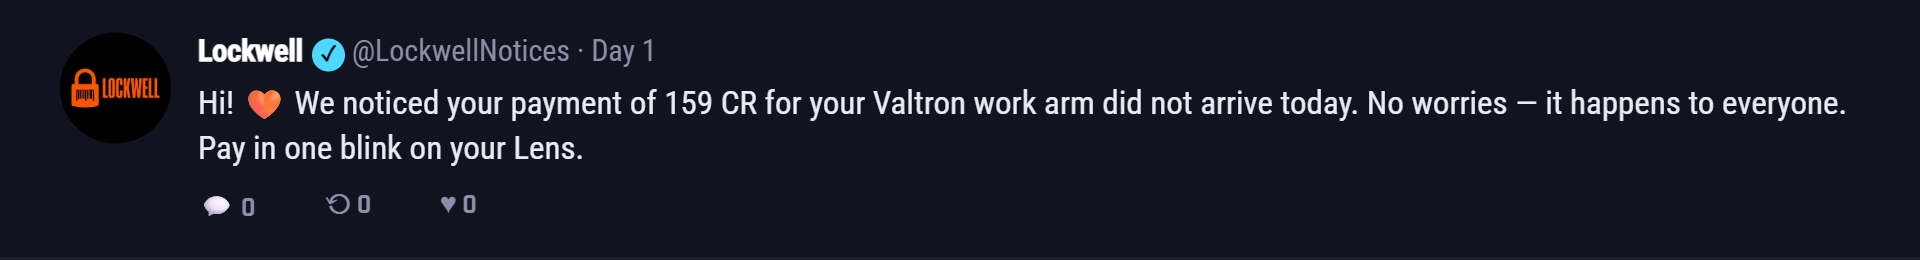 LOCKWELL
Lockwell ✓ @LockwellNotices · Day 1
Hi! 🧡 We noticed your payment of 159 CR for your Valtron work arm did not arrive today. No worries — it happens to everyone.
Pay in one blink on your Lens.
💬 0 ⟲ 0 ♥ 0